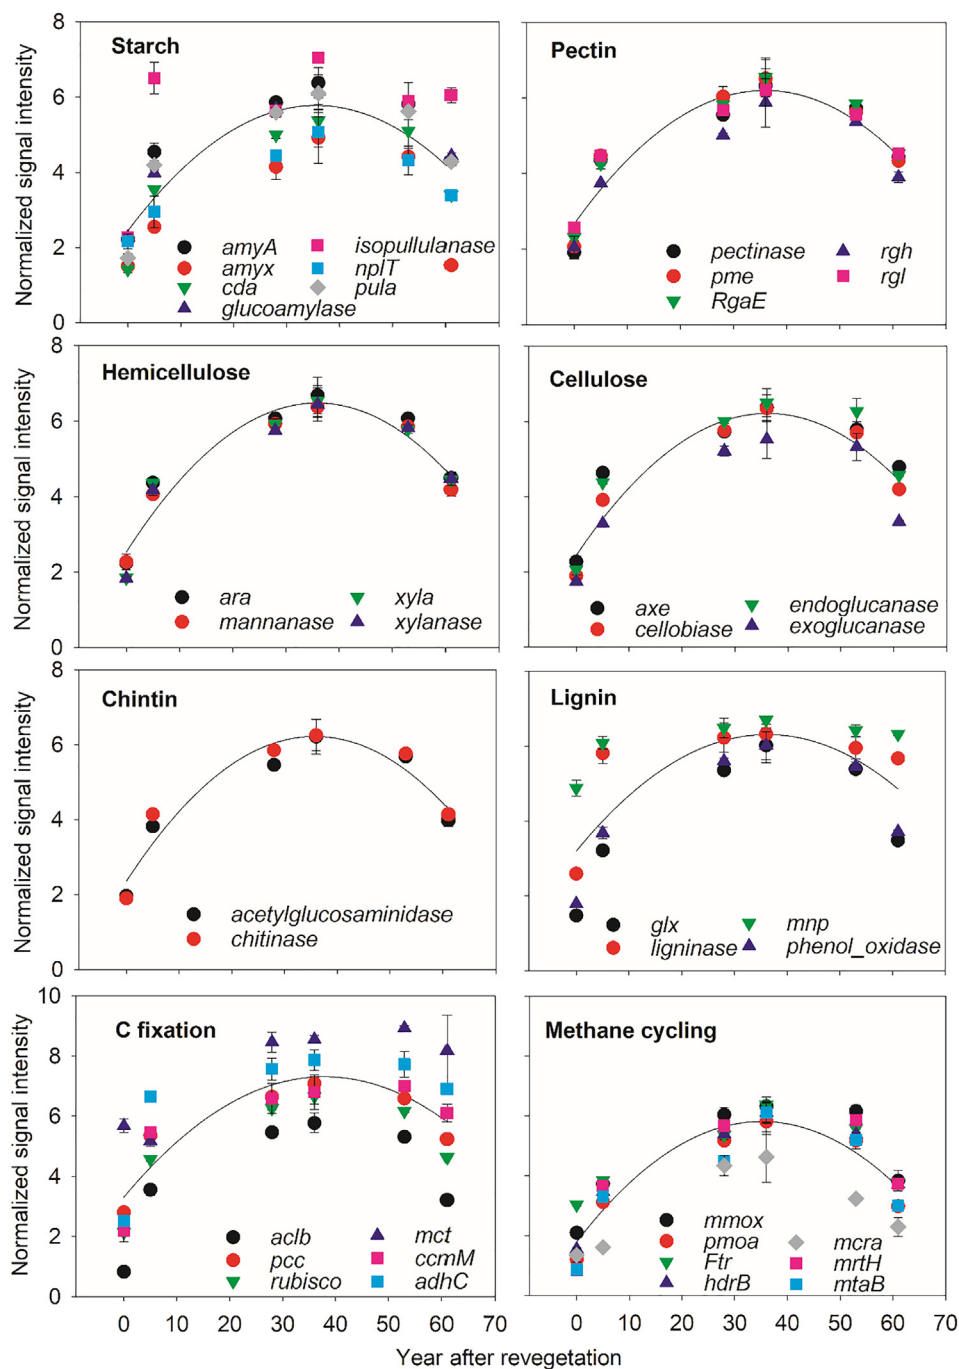 Starch
Normalized signal intensity
8
6
4
2
0
amyA
amyx
cda
glucoamylase
isopullulanase
nplT
pula
Pectin
pectinase
pme
RgaE
rgh
rgl
Hemicellulose
Normalized signal intensity
8
6
4
2
0
ara
mannanase
xyla
xylanase
Cellulose
axe
cellobiase
endoglucanase
exoglucanase
Chintin
Normalized signal intensity
8
6
4
2
0
acetylglucosaminidase
chitinase
Lignin
glx
ligninase
mnp
phenol_oxidase
C fixation
Normalized signal intensity
10
8
6
4
2
0
aclb
pcc
rubisco
mct
ccmM
adhC
0 10 20 30 40 50 60 70
Methane cycling
mmox
pmoa
Ftr
hdrB
mcra
mrtH
mtaB
0 10 20 30 40 50 60 70
Year after revegetation